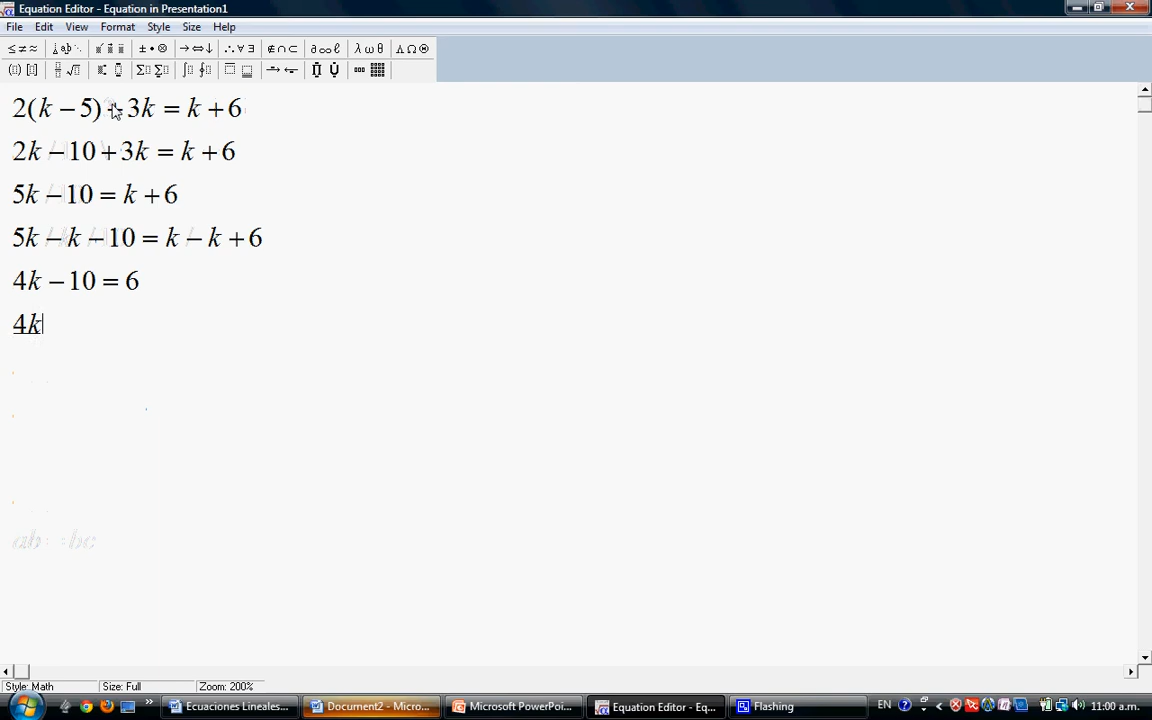 Equation Editor - Equation in Presentation1
File Edit View Format Style Size Help
2(k − 5) + 3k = k + 6
2k − 10 + 3k = k + 6
5k − 10 = k + 6
5k − k − 10 = k − k + 6
4k − 10 = 6
4k
Style: Math Size: Full Zoom: 200%
Ecuaciones Lineales... Document2 - Micro... Microsoft PowerPoi... Equation Editor - Eq... Flashing EN 11:00 a.m.